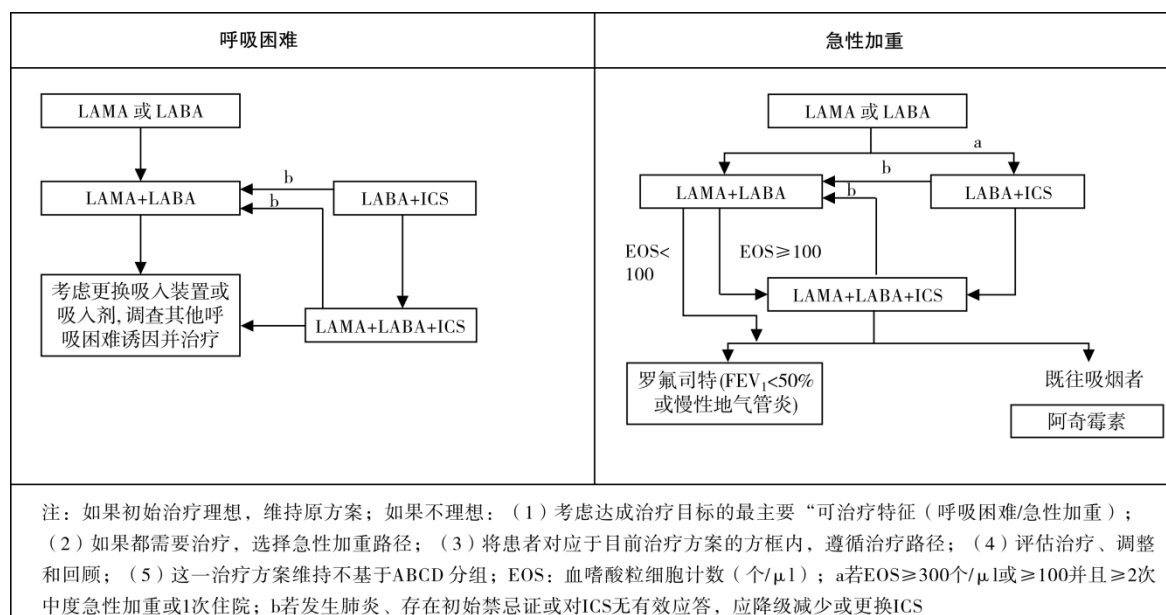 呼吸困难
急性加重
LAMA 或 LABA
b
LAMA+LABA
b
LABA+ICS
考虑更换吸入装置或
吸入剂,调查其他呼
吸困难诱因并治疗
LAMA+LABA+ICS
LAMA 或 LABA
a
b
LAMA+LABA
b
LABA+ICS
EOS<
100
EOS≥100
LAMA+LABA+ICS
罗氟司特(FEV₁<50%
或慢性地气管炎)
既往吸烟者
阿奇霉素
注：如果初始治疗理想，维持原方案；如果不理想：（1）考虑达成治疗目标的最主要“可治疗特征（呼吸困难/急性加重）；
（2）如果都需要治疗，选择急性加重路径；（3）将患者对应于目前治疗方案的方框内，遵循治疗路径；（4）评估治疗、调整
和回顾；（5）这一治疗方案维持不基于ABCD 分组；EOS：血嗜酸粒细胞计数（个/μl）；a若EOS≥300个/μl或≥100并且≥2次
中度急性加重或1次住院；b若发生肺炎、存在初始禁忌证或对ICS无有效应答，应降级减少或更换ICS